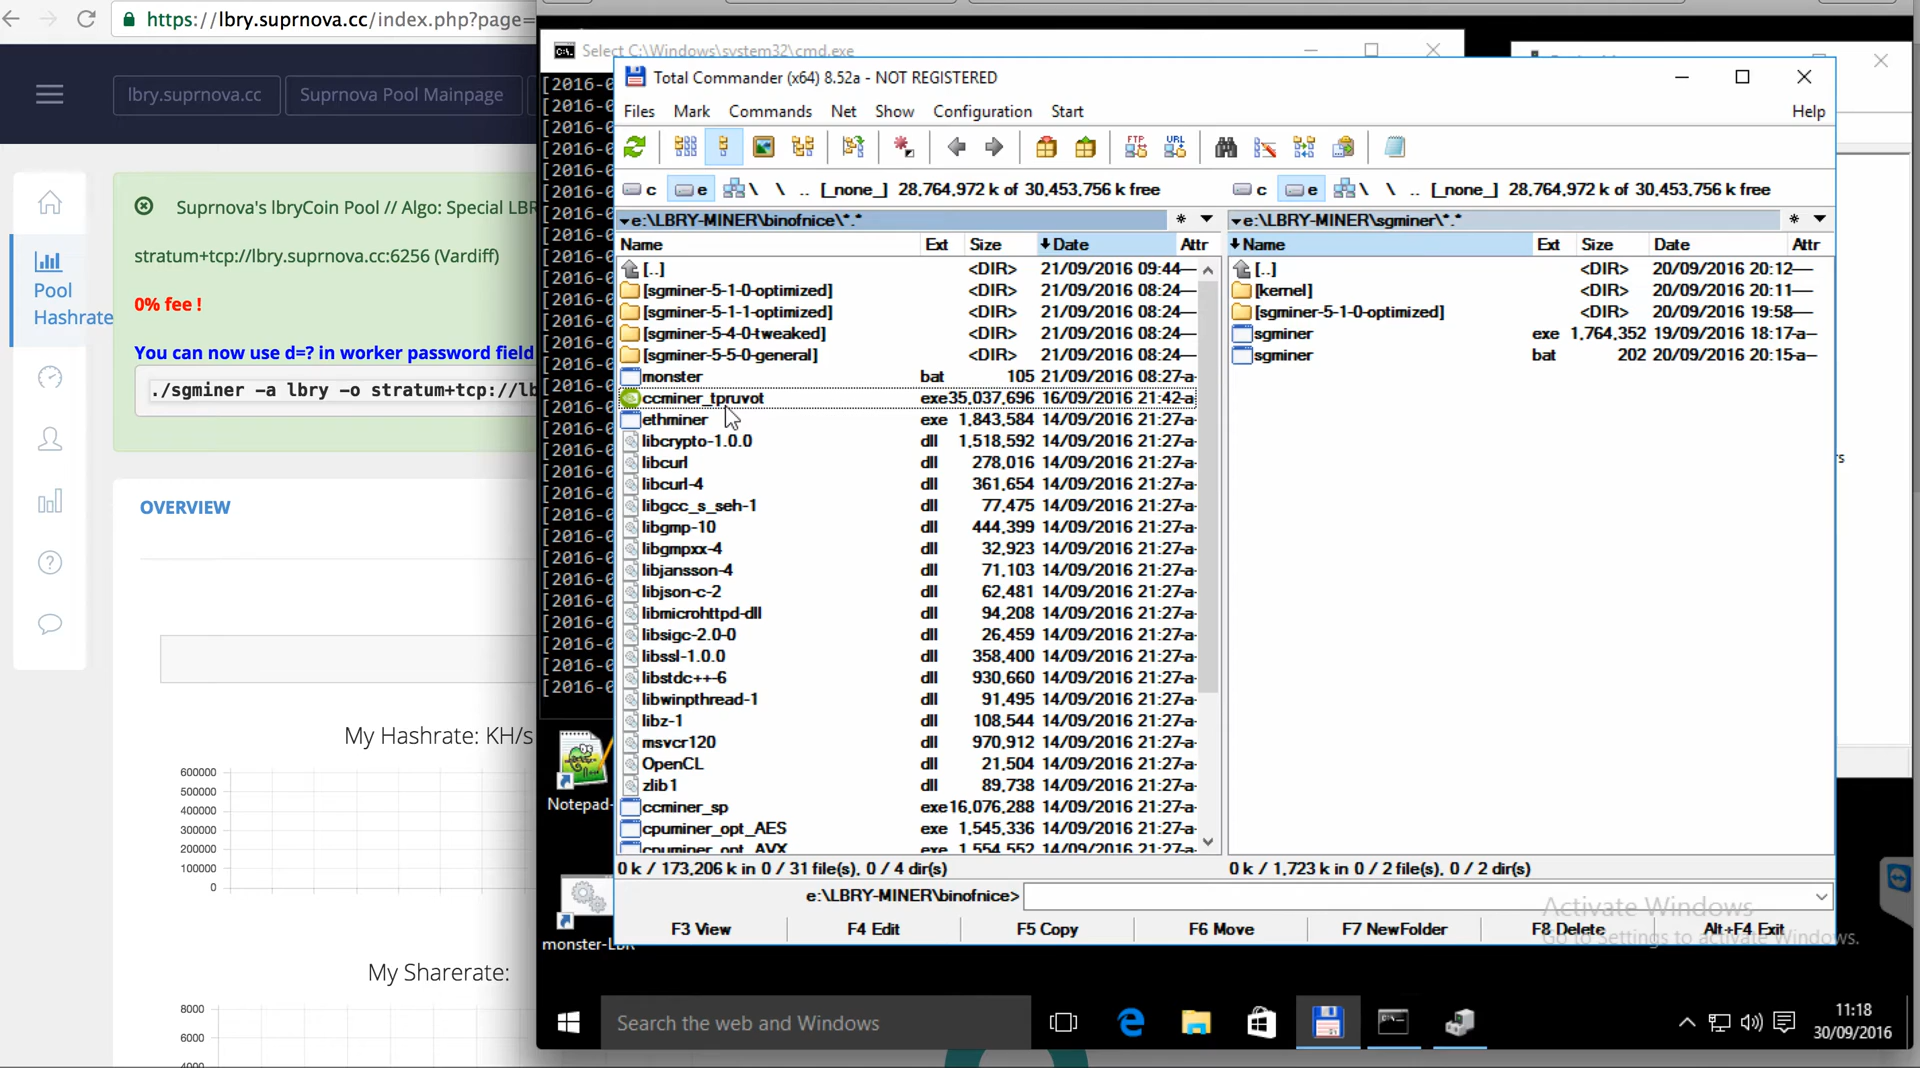 https://lbry.suprnova.cc/index.php?page=
lbry.suprnova.cc
Suprnova Pool Mainpage
Pool
Hashrate
Suprnova's lbryCoin Pool // Algo: Special LBR
stratum+tcp://lbry.suprnova.cc:6256 (Vardiff)
0% fee !
You can now use d=? in worker password field
./sgminer -a lbry -o stratum+tcp://lb
OVERVIEW
My Hashrate: KH/s
600000
500000
400000
300000
200000
100000
0
My Sharerate:
8000
6000
4000
Select C:\Windows\system32\cmd.exe
Total Commander (x64) 8.52a - NOT REGISTERED
Files Mark Commands Net Show Configuration Start Help
FTP URL
c e \ \ .. [_none_] 28,764,972 k of 30,453,756 k free
c e \ \ .. [_none_] 28,764,972 k of 30,453,756 k free
e:\LBRY-MINER\binofnice\*.* * 
Name Ext Size Date Attr
[..] <DIR> 21/09/2016 09:44—
[sgminer-5-1-0-optimized] <DIR> 21/09/2016 08:24—
[sgminer-5-1-1-optimized] <DIR> 21/09/2016 08:24—
[sgminer-5-4-0-tweaked] <DIR> 21/09/2016 08:24—
[sgminer-5-5-0-general] <DIR> 21/09/2016 08:24—
monster bat 105 21/09/2016 08:27-a-
ccminer_tpruvot exe 35,037,696 16/09/2016 21:42-a
ethminer exe 1,843,584 14/09/2016 21:27-a-
libcrypto-1.0.0 dll 1,518,592 14/09/2016 21:27-a-
libcurl dll 278,016 14/09/2016 21:27-a-
libcurl-4 dll 361,654 14/09/2016 21:27-a-
libgcc_s_seh-1 dll 77,475 14/09/2016 21:27-a-
libgmp-10 dll 444,399 14/09/2016 21:27-a-
libgmpxx-4 dll 32,923 14/09/2016 21:27-a-
libjansson-4 dll 71,103 14/09/2016 21:27-a-
libjson-c-2 dll 62,481 14/09/2016 21:27-a-
libmicrohttpd-dll dll 94,208 14/09/2016 21:27-a-
libsigc-2.0-0 dll 26,459 14/09/2016 21:27-a-
libssl-1.0.0 dll 358,400 14/09/2016 21:27-a-
libstdc++-6 dll 930,660 14/09/2016 21:27-a-
libwinpthread-1 dll 91,495 14/09/2016 21:27-a-
libz-1 dll 108,544 14/09/2016 21:27-a-
msvcr120 dll 970,912 14/09/2016 21:27-a-
OpenCL dll 21,504 14/09/2016 21:27-a-
zlib1 dll 89,738 14/09/2016 21:27-a-
ccminer_sp exe 16,076,288 14/09/2016 21:27-a-
cpuminer_opt_AES exe 1,545,336 14/09/2016 21:27-a-
cpuminer_opt_AVX exe 1,554,552 14/09/2016 21:27-a-
0 k / 173,206 k in 0 / 31 file(s), 0 / 4 dir(s)
e:\LBRY-MINER\sgminer\*.* *
Name Ext Size Date Attr
[..] <DIR> 20/09/2016 20:12—
[kernel] <DIR> 20/09/2016 20:11—
[sgminer-5-1-0-optimized] <DIR> 20/09/2016 19:58—
sgminer exe 1,764,352 19/09/2016 18:17-a-
sgminer bat 202 20/09/2016 20:15-a-
0 k / 1,723 k in 0 / 2 file(s), 0 / 2 dir(s)
e:\LBRY-MINER\binofnice>
F3 View F4 Edit F5 Copy F6 Move F7 NewFolder F8 Delete Alt+F4 Exit
Activate Windows
Go to Settings to activate Windows.
Notepad-
monster-LBR
Search the web and Windows
11:18
30/09/2016